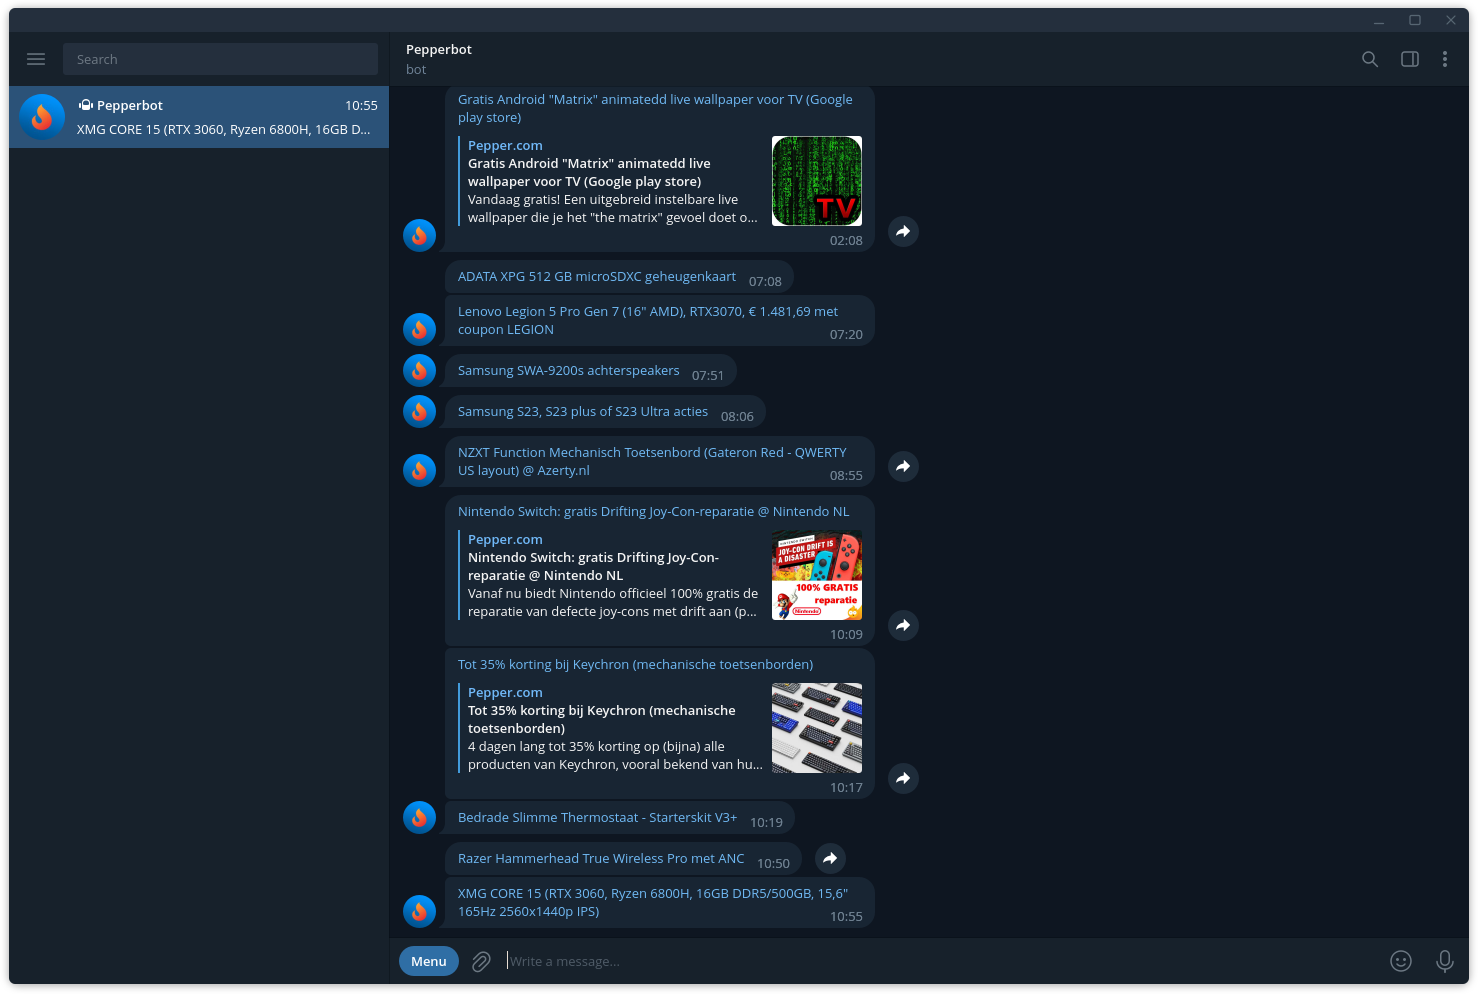 Search
Pepperbot
10:55
XMG CORE 15 (RTX 3060, Ryzen 6800H, 16GB D...
Pepperbot
bot
Gratis Android "Matrix" animatedd live wallpaper voor TV (Google
play store)
Pepper.com
Gratis Android "Matrix" animatedd live
wallpaper voor TV (Google play store)
Vandaag gratis! Een uitgebreid instelbare live
wallpaper die je het "the matrix" gevoel doet o...
TV
02:08
ADATA XPG 512 GB microSDXC geheugenkaart
07:08
Lenovo Legion 5 Pro Gen 7 (16" AMD), RTX3070, € 1.481,69 met
coupon LEGION
07:20
Samsung SWA-9200s achterspeakers
07:51
Samsung S23, S23 plus of S23 Ultra acties
08:06
NZXT Function Mechanisch Toetsenbord (Gateron Red - QWERTY
US layout) @ Azerty.nl
08:55
Nintendo Switch: gratis Drifting Joy-Con-reparatie @ Nintendo NL
Pepper.com
Nintendo Switch: gratis Drifting Joy-Con-
reparatie @ Nintendo NL
Vanaf nu biedt Nintendo officieel 100% gratis de
reparatie van defecte joy-cons met drift aan (p...
JOY-CON DRIFT IS
A DISASTER
100% GRATIS
reparatie
Nintendo
10:09
Tot 35% korting bij Keychron (mechanische toetsenborden)
Pepper.com
Tot 35% korting bij Keychron (mechanische
toetsenborden)
4 dagen lang tot 35% korting op (bijna) alle
producten van Keychron, vooral bekend van hu...
10:17
Bedrade Slimme Thermostaat - Starterskit V3+
10:19
Razer Hammerhead True Wireless Pro met ANC
10:50
XMG CORE 15 (RTX 3060, Ryzen 6800H, 16GB DDR5/500GB, 15,6"
165Hz 2560x1440p IPS)
10:55
Menu
Write a message...